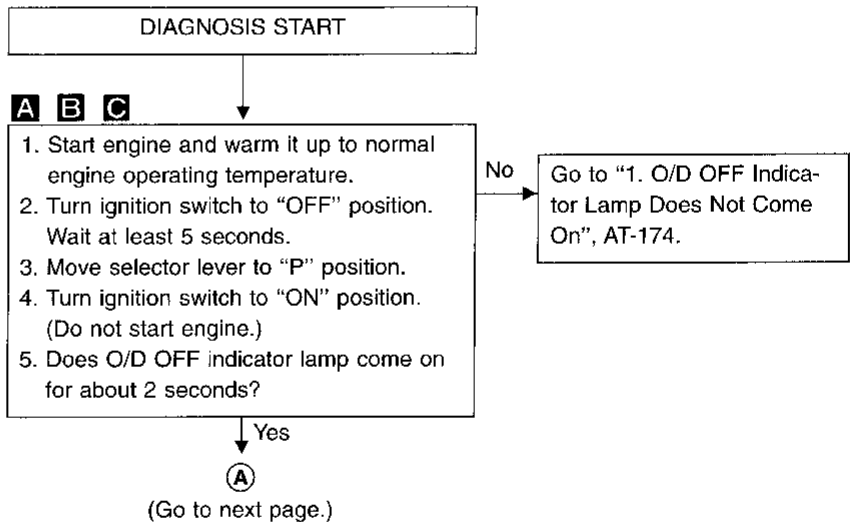 DIAGNOSIS START
A B C
1. Start engine and warm it up to normal
engine operating temperature.
2. Turn ignition switch to “OFF” position.
Wait at least 5 seconds.
3. Move selector lever to “P” position.
4. Turn ignition switch to “ON” position.
(Do not start engine.)
5. Does O/D OFF indicator lamp come on
for about 2 seconds?
No
Go to “1. O/D OFF Indica-
tor Lamp Does Not Come
On”, AT-174.
Yes
A
(Go to next page.)